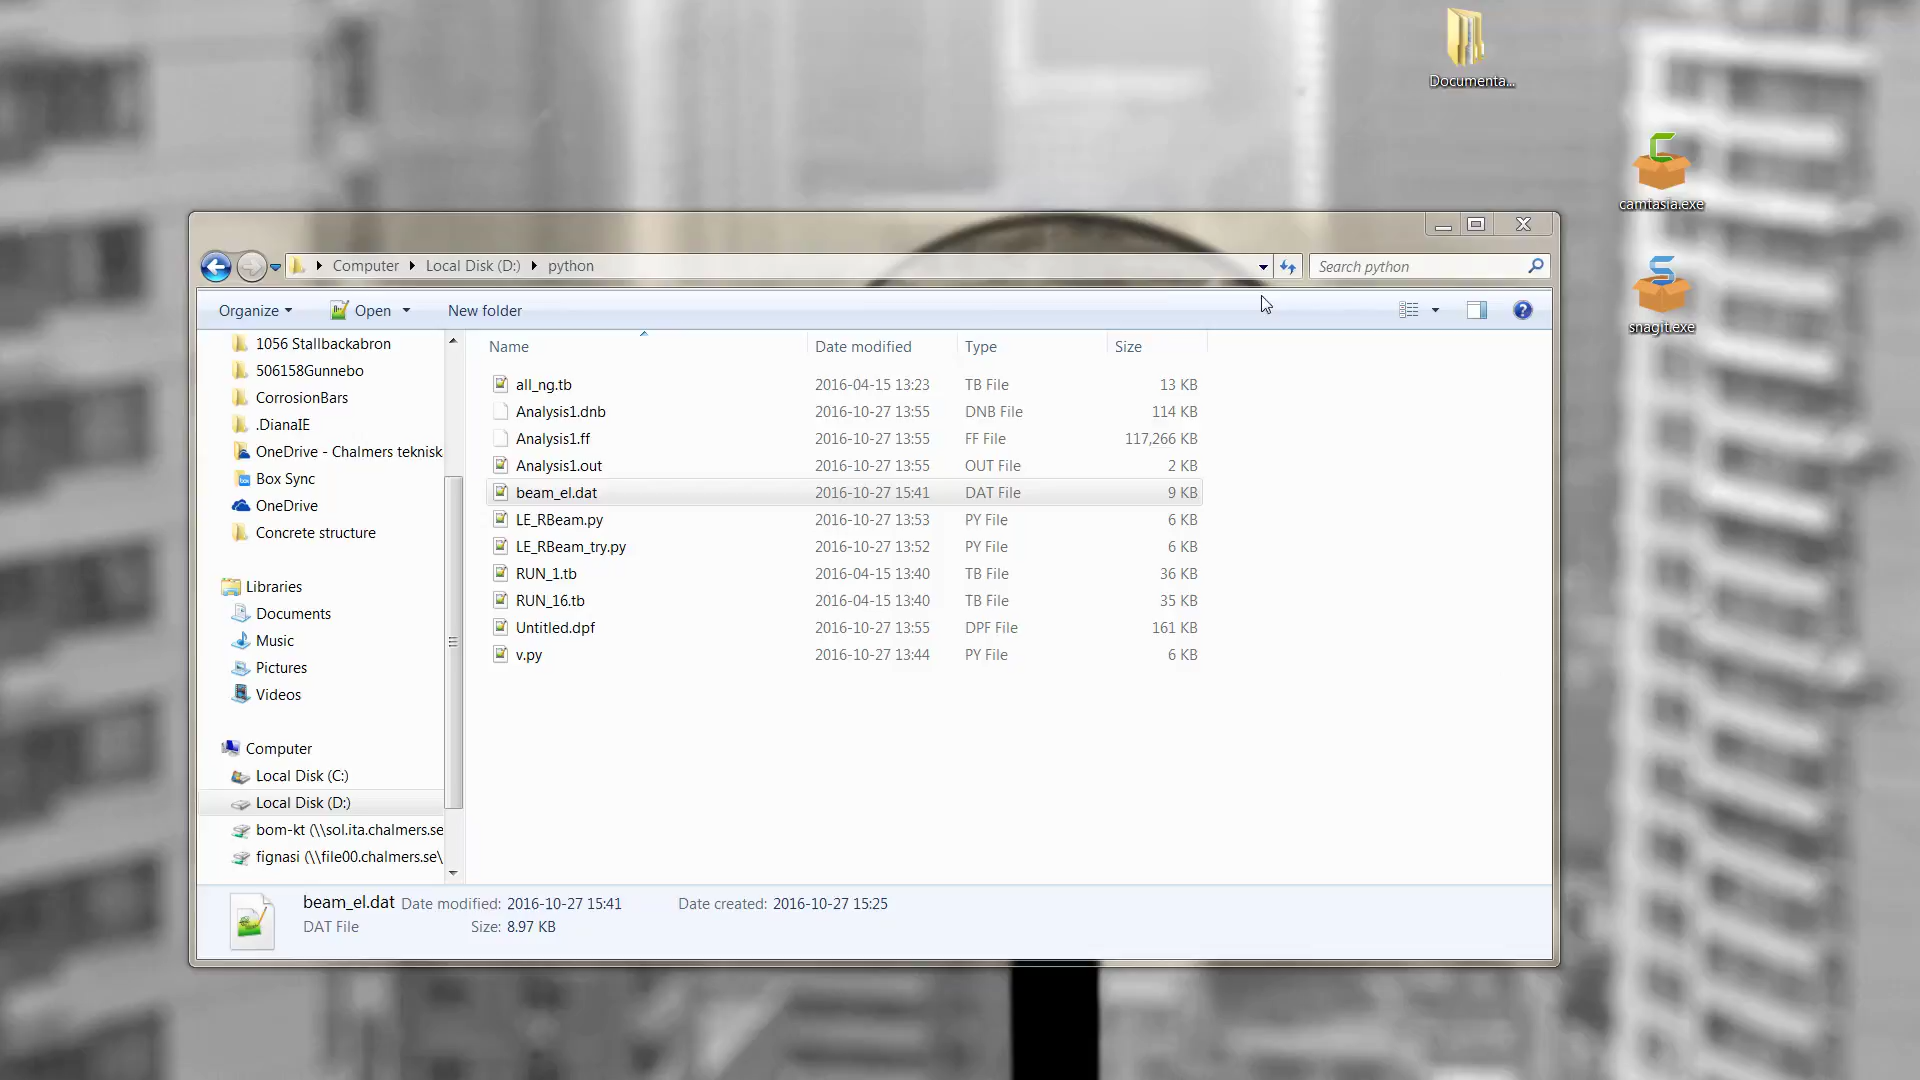 Documenta...
camtasia.exe
snagit.exe
Computer Local Disk (D:) python
Search python
Organize Open New folder
Name Date modified Type Size
1056 Stallbackabron
506158Gunnebo
CorrosionBars
.DianaIE
OneDrive - Chalmers teknisk
Box Sync
OneDrive
Concrete structure
Libraries
Documents
Music
Pictures
Videos
Computer
Local Disk (C:)
Local Disk (D:)
bom-kt (\\sol.ita.chalmers.se
fignasi (\\file00.chalmers.se\
all_ng.tb 2016-04-15 13:23 TB File 13 KB
Analysis1.dnb 2016-10-27 13:55 DNB File 114 KB
Analysis1.ff 2016-10-27 13:55 FF File 117,266 KB
Analysis1.out 2016-10-27 13:55 OUT File 2 KB
beam_el.dat 2016-10-27 15:41 DAT File 9 KB
LE_RBeam.py 2016-10-27 13:53 PY File 6 KB
LE_RBeam_try.py 2016-10-27 13:52 PY File 6 KB
RUN_1.tb 2016-04-15 13:40 TB File 36 KB
RUN_16.tb 2016-04-15 13:40 TB File 35 KB
Untitled.dpf 2016-10-27 13:55 DPF File 161 KB
v.py 2016-10-27 13:44 PY File 6 KB
beam_el.dat Date modified: 2016-10-27 15:41 Date created: 2016-10-27 15:25
DAT File Size: 8.97 KB